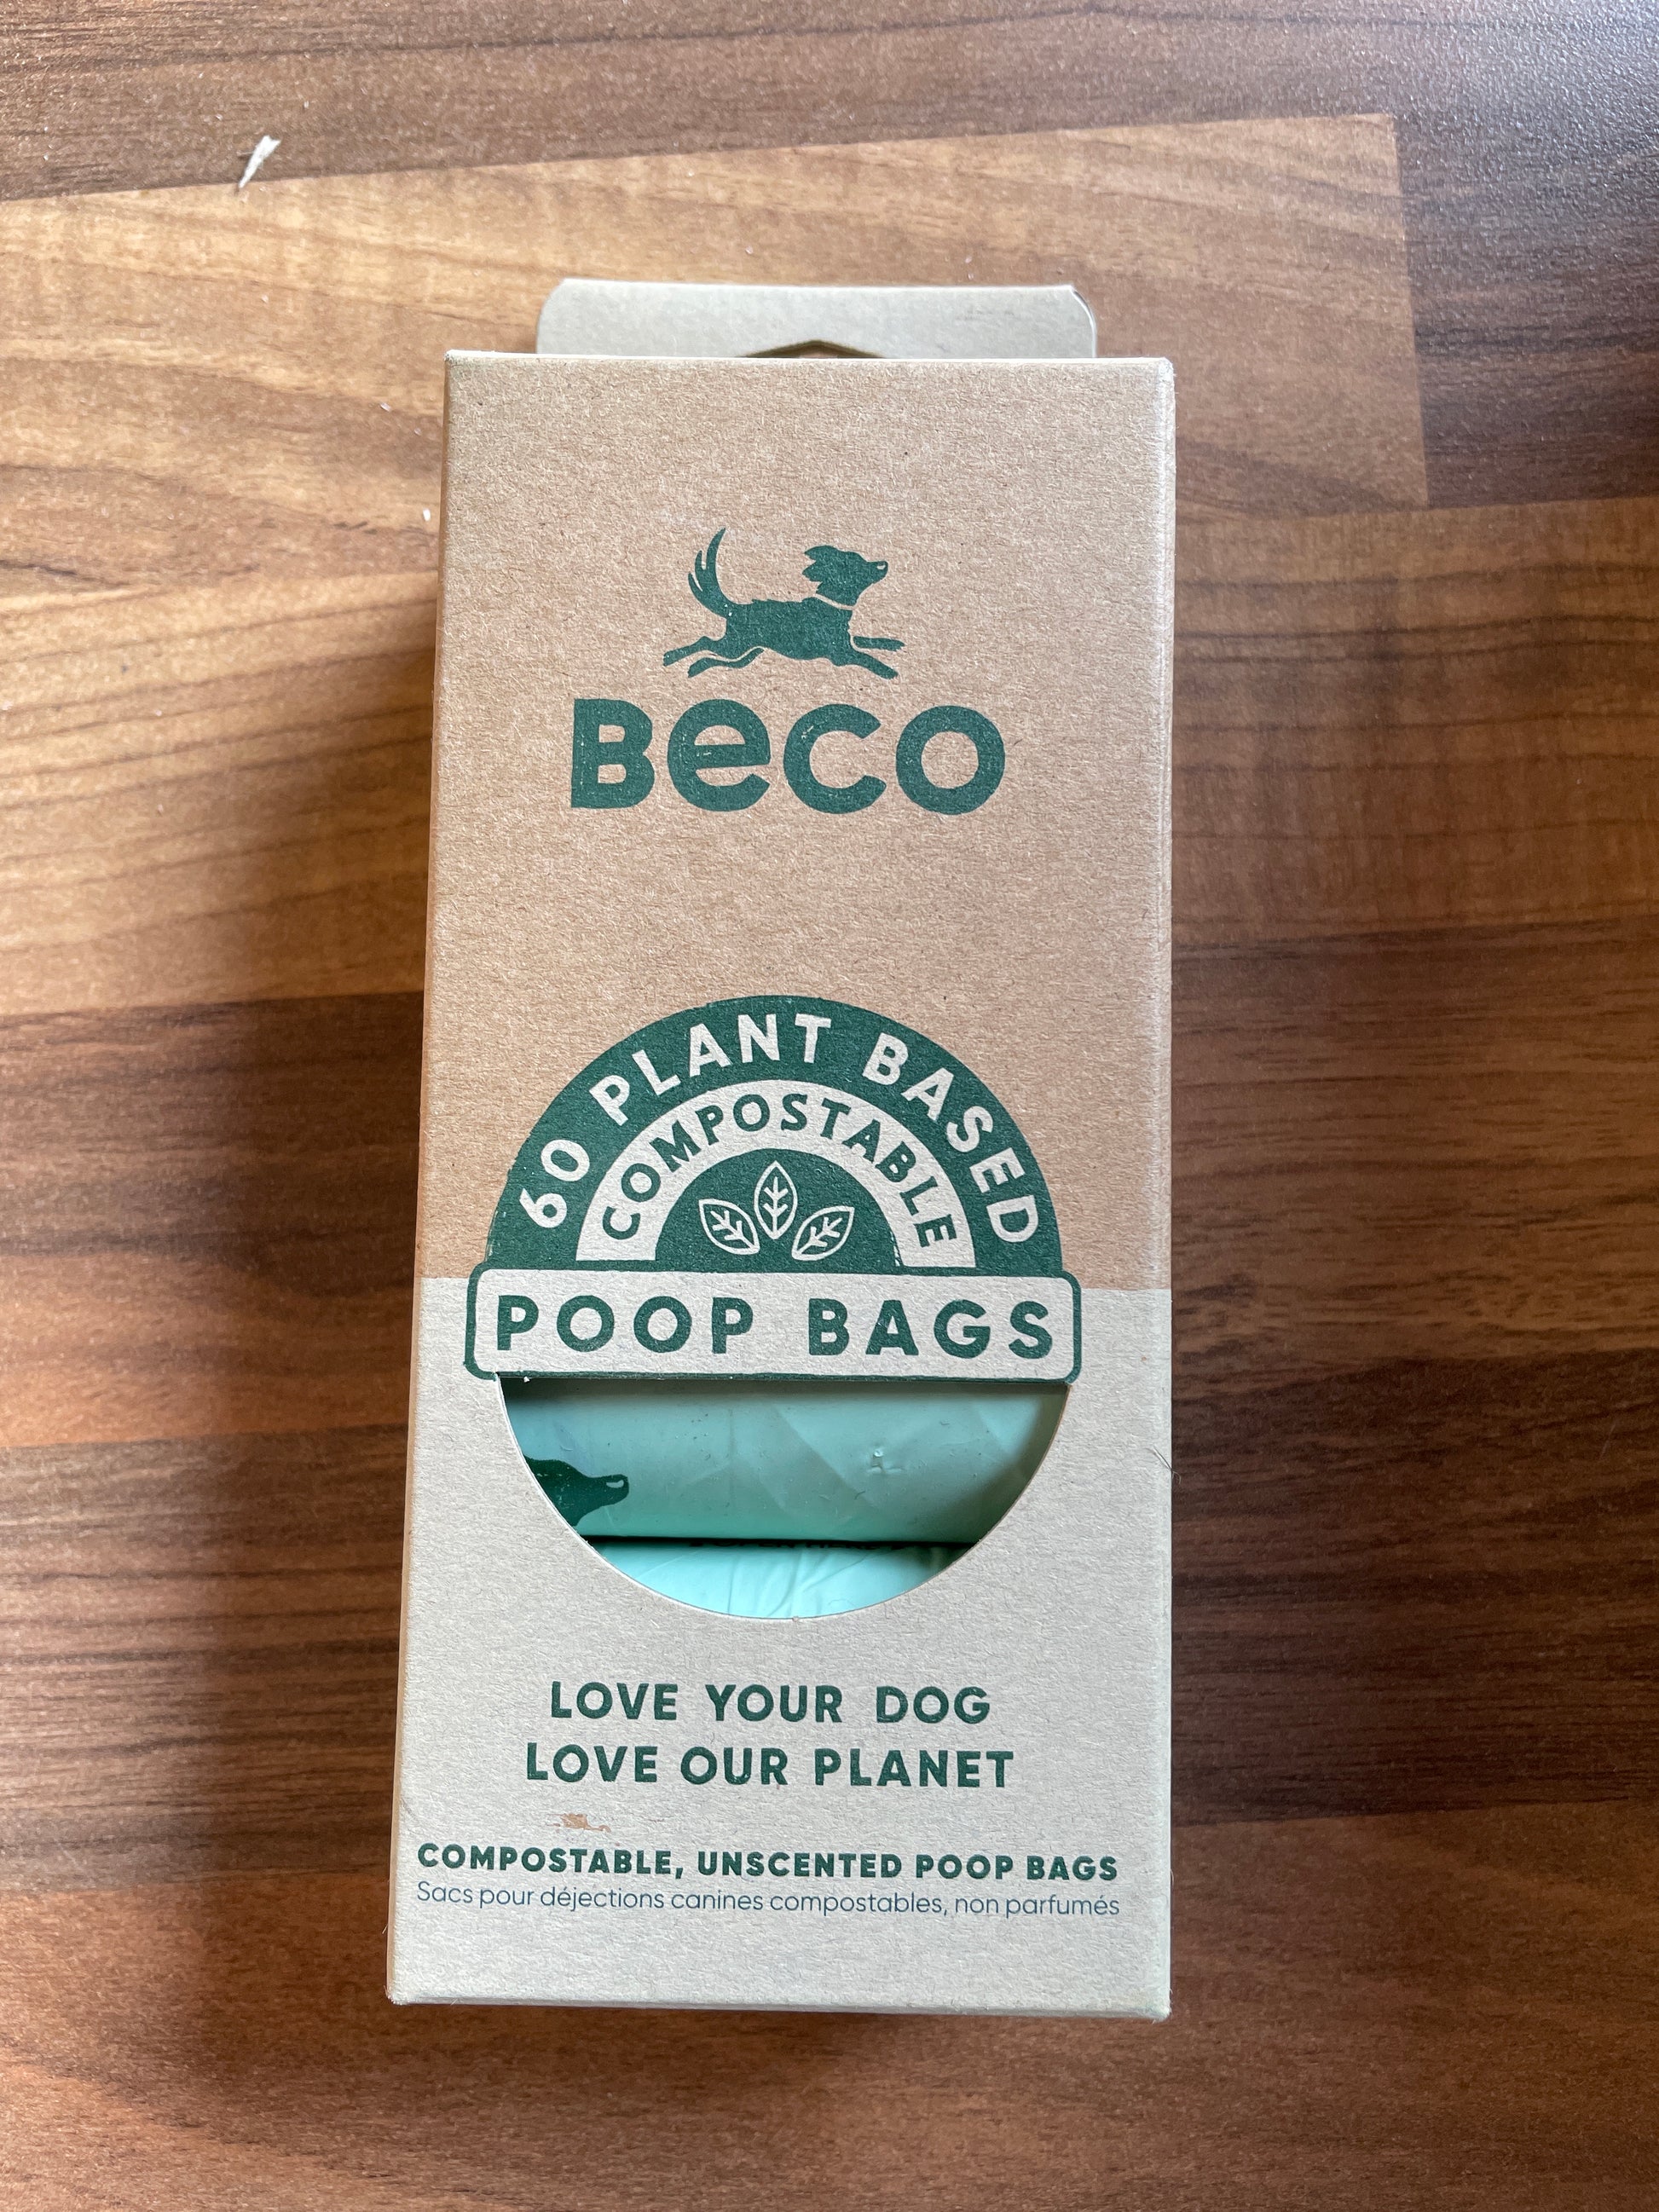 Beco
60 PLANT BASED
COMPOSTABLE
POOP BAGS
LOVE YOUR DOG
LOVE OUR PLANET
COMPOSTABLE, UNSCENTED POOP BAGS
Sacs pour déjections canines compostables, non parfumés